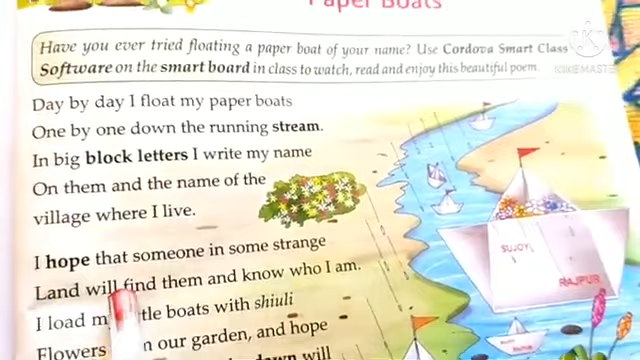 Paper Boats
Have you ever tried floating a paper boat of your name? Use Cordova Smart Class
Software on the smart board in class to watch, read and enjoy this beautiful poem.
KINEMASTER
Day by day I float my paper boats
One by one down the running stream.
In big block letters I write my name
On them and the name of the
village where I live.
I hope that someone in some strange
Land will find them and know who I am.
I load my little boats with shiuli
Flowers our garden, and hope
will
SUJOY
RAJPUR